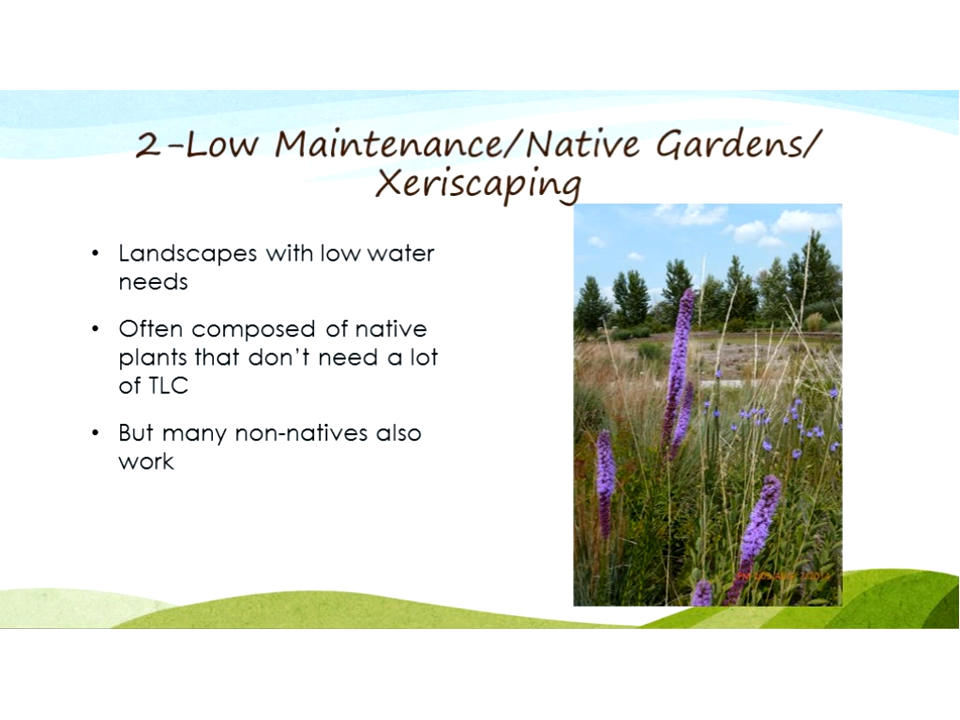 2-Low Maintenance/Native Gardens/
Xeriscaping
• Landscapes with low water
needs
• Often composed of native
plants that don't need a lot
of TLC
• But many non-natives also
work